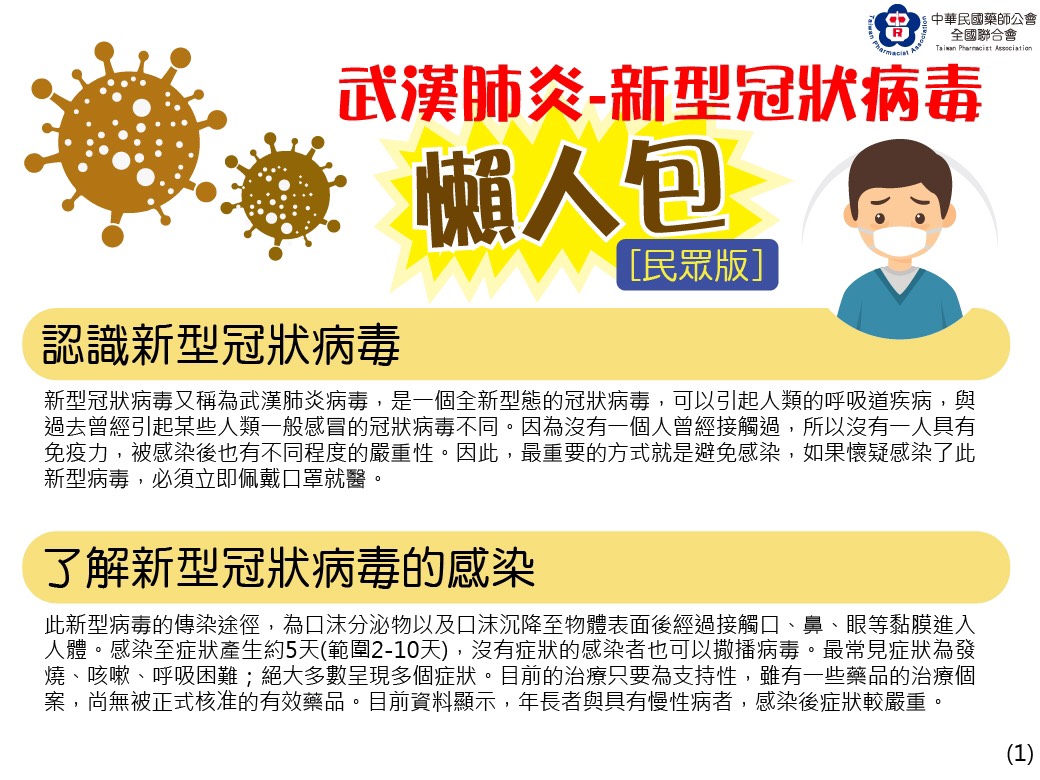 中華民國藥師公會
全國聯合會
Taiwan Pharmacist Association
Taiwan Pharmacist Association
武漢肺炎-新型冠狀病毒
懶人包
[民眾版]
認識新型冠狀病毒
新型冠狀病毒又稱為武漢肺炎病毒，是一個全新型態的冠狀病毒，可以引起人類的呼吸道疾病，與
過去曾經引起某些人類一般感冒的冠狀病毒不同。因為沒有一個人曾經接觸過，所以沒有一人具有
免疫力，被感染後也有不同程度的嚴重性。因此，最重要的方式就是避免感染，如果懷疑感染了此
新型病毒，必須立即佩戴口罩就醫。
了解新型冠狀病毒的感染
此新型病毒的傳染途徑，為口沫分泌物以及口沫沉降至物體表面後經過接觸口、鼻、眼等黏膜進入
人體。感染至症狀產生約5天(範圍2-10天)，沒有症狀的感染者也可以撒播病毒。最常見症狀為發
燒、咳嗽、呼吸困難；絕大多數呈現多個症狀。目前的治療只要為支持性，雖有一些藥品的治療個
案，尚無被正式核准的有效藥品。目前資料顯示，年長者與具有慢性病者，感染後症狀較嚴重。
(1)